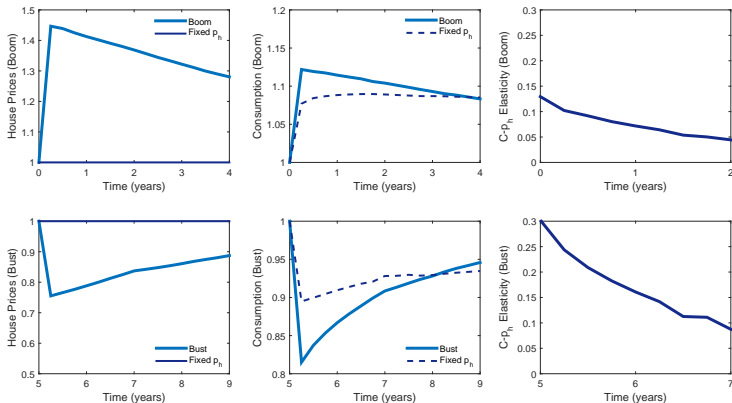 House Prices (Boom)
1.5
1.4
1.3
1.2
1.1
1
0 1 2 3 4
Time (years)
Boom
Fixed p_h
Consumption (Boom)
1.2
1.15
1.1
1.05
1
0 1 2 3 4
Time (years)
Boom
Fixed p_h
C-p_h Elasticity (Boom)
0.3
0.25
0.2
0.15
0.1
0.05
0
0 1 2
Time (years)
House Prices (Bust)
1
0.9
0.8
0.7
0.6
0.5
5 6 7 8 9
Time (years)
Bust
Fixed p_h
Consumption (Bust)
1
0.95
0.9
0.85
0.8
5 6 7 8 9
Time (years)
Bust
Fixed p_h
C-p_h Elasticity (Bust)
0.3
0.25
0.2
0.15
0.1
0.05
0
5 6 7
Time (years)